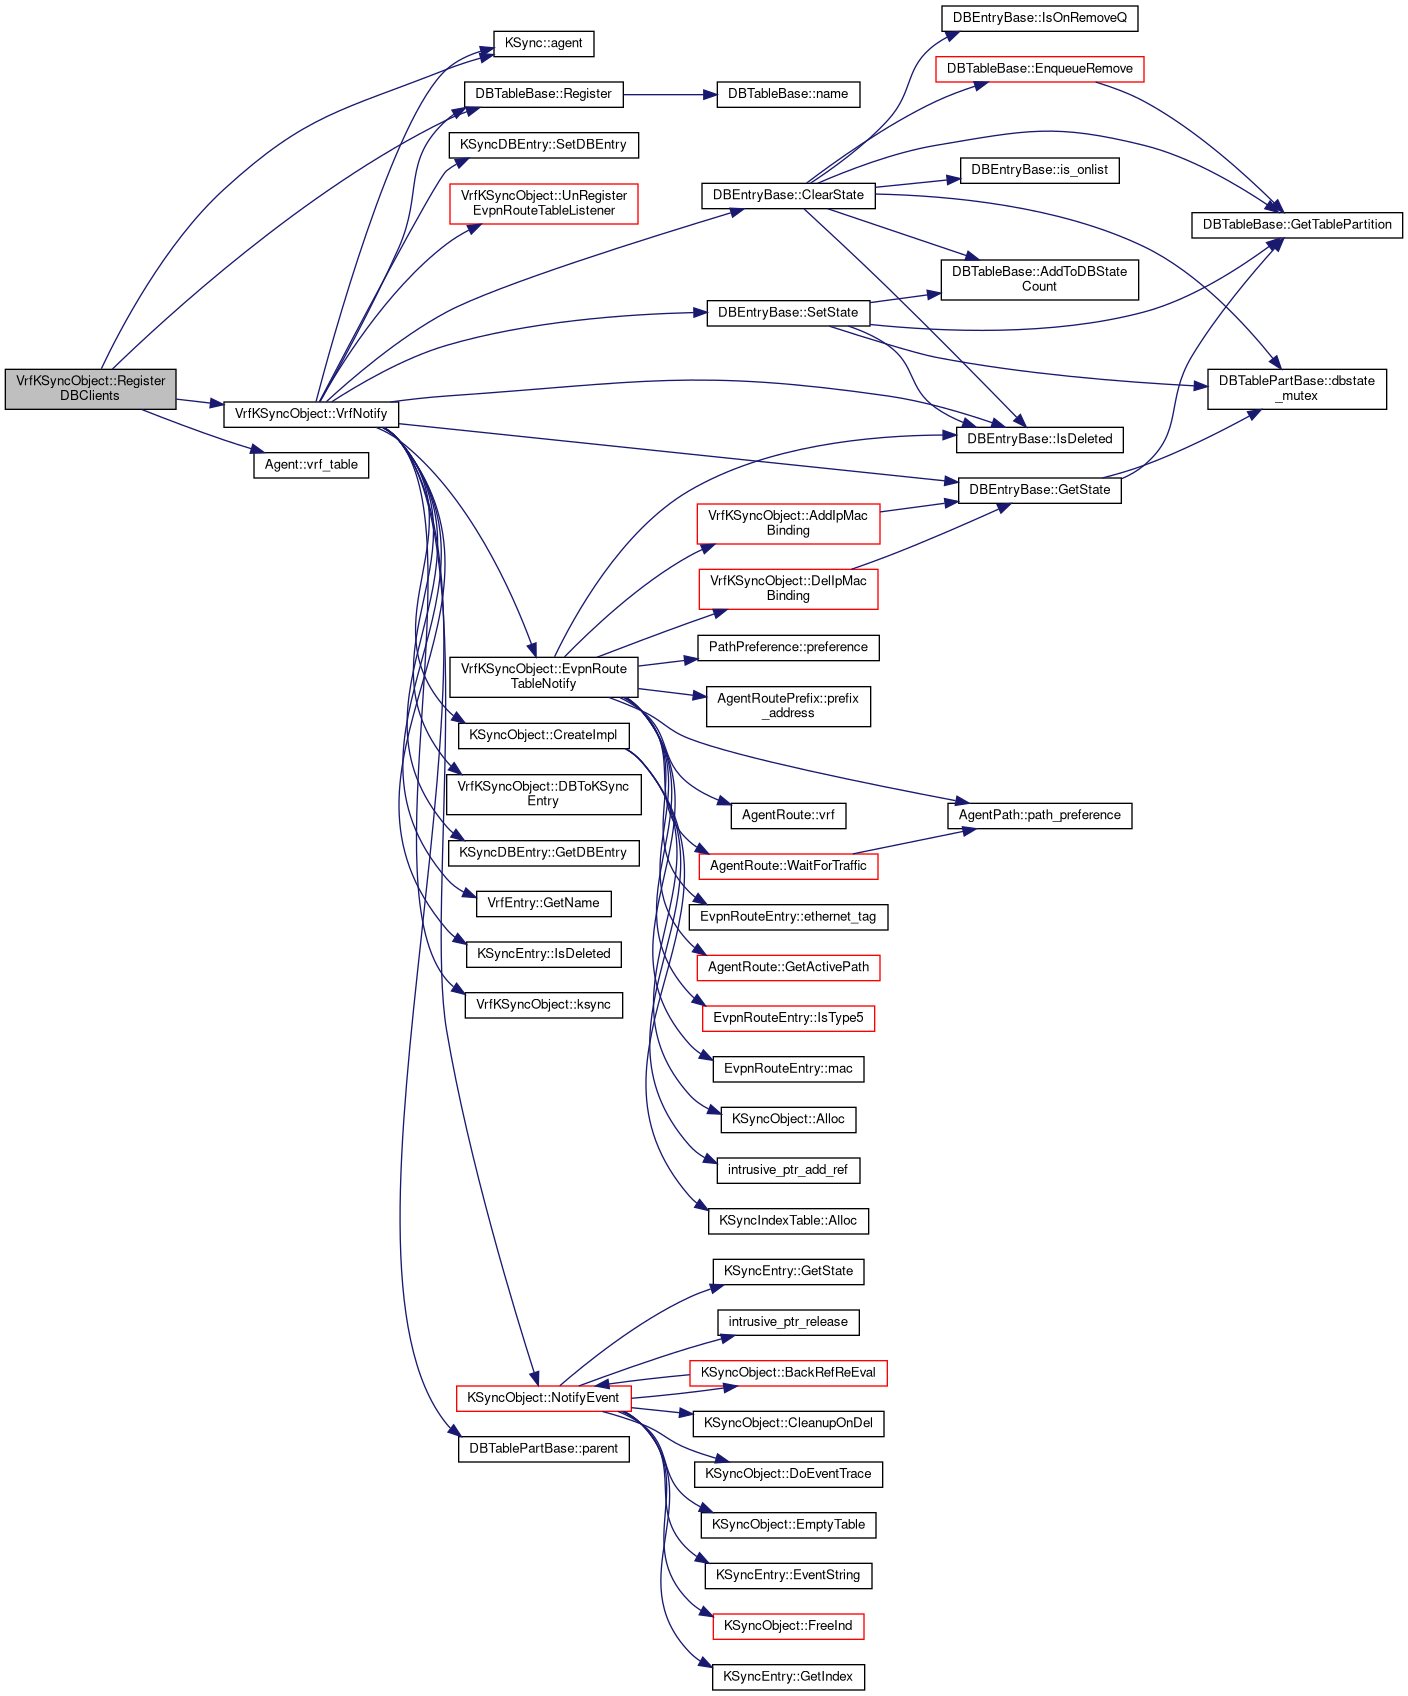 VrfKSyncObject::Register
DBClients
KSync::agent
DBTableBase::Register
DBTableBase::name
KSyncDBEntry::SetDBEntry
VrfKSyncObject::UnRegister
EvpnRouteTableListener
VrfKSyncObject::VrfNotify
Agent::vrf_table
DBEntryBase::IsOnRemoveQ
DBTableBase::EnqueueRemove
DBEntryBase::is_onlist
DBEntryBase::ClearState
DBTableBase::GetTablePartition
DBTableBase::AddToDBState
Count
DBEntryBase::SetState
DBTablePartBase::dbstate
_mutex
DBEntryBase::IsDeleted
DBEntryBase::GetState
VrfKSyncObject::AddIpMac
Binding
VrfKSyncObject::DelIpMac
Binding
PathPreference::preference
VrfKSyncObject::EvpnRoute
TableNotify
AgentRoutePrefix::prefix
_address
KSyncObject::CreateImpl
VrfKSyncObject::DBToKSync
Entry
AgentRoute::vrf
AgentPath::path_preference
KSyncDBEntry::GetDBEntry
AgentRoute::WaitForTraffic
VrfEntry::GetName
EvpnRouteEntry::ethernet_tag
KSyncEntry::IsDeleted
AgentRoute::GetActivePath
VrfKSyncObject::ksync
EvpnRouteEntry::IsType5
EvpnRouteEntry::mac
KSyncObject::Alloc
intrusive_ptr_add_ref
KSyncIndexTable::Alloc
KSyncEntry::GetState
intrusive_ptr_release
KSyncObject::BackRefReEval
KSyncObject::NotifyEvent
KSyncObject::CleanupOnDel
DBTablePartBase::parent
KSyncObject::DoEventTrace
KSyncObject::EmptyTable
KSyncEntry::EventString
KSyncObject::FreeInd
KSyncEntry::GetIndex